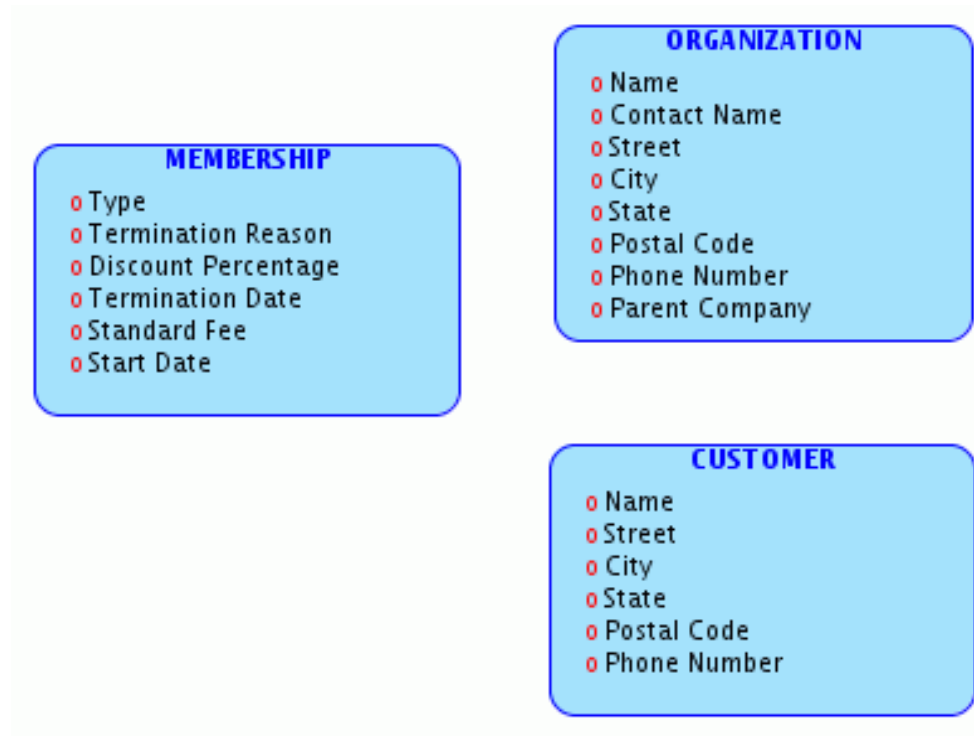 MEMBERSHIP
o Type
o Termination Reason
o Discount Percentage
o Termination Date
o Standard Fee
o Start Date
ORGANIZATION
o Name
o Contact Name
o Street
o City
o State
o Postal Code
o Phone Number
o Parent Company
CUSTOMER
o Name
o Street
o City
o State
o Postal Code
o Phone Number